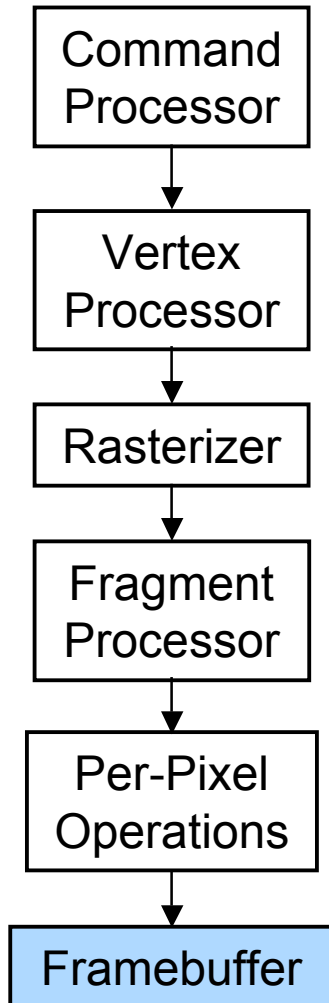 Command
Processor
Vertex
Processor
Rasterizer
Fragment
Processor
Per-Pixel
Operations
Framebuffer